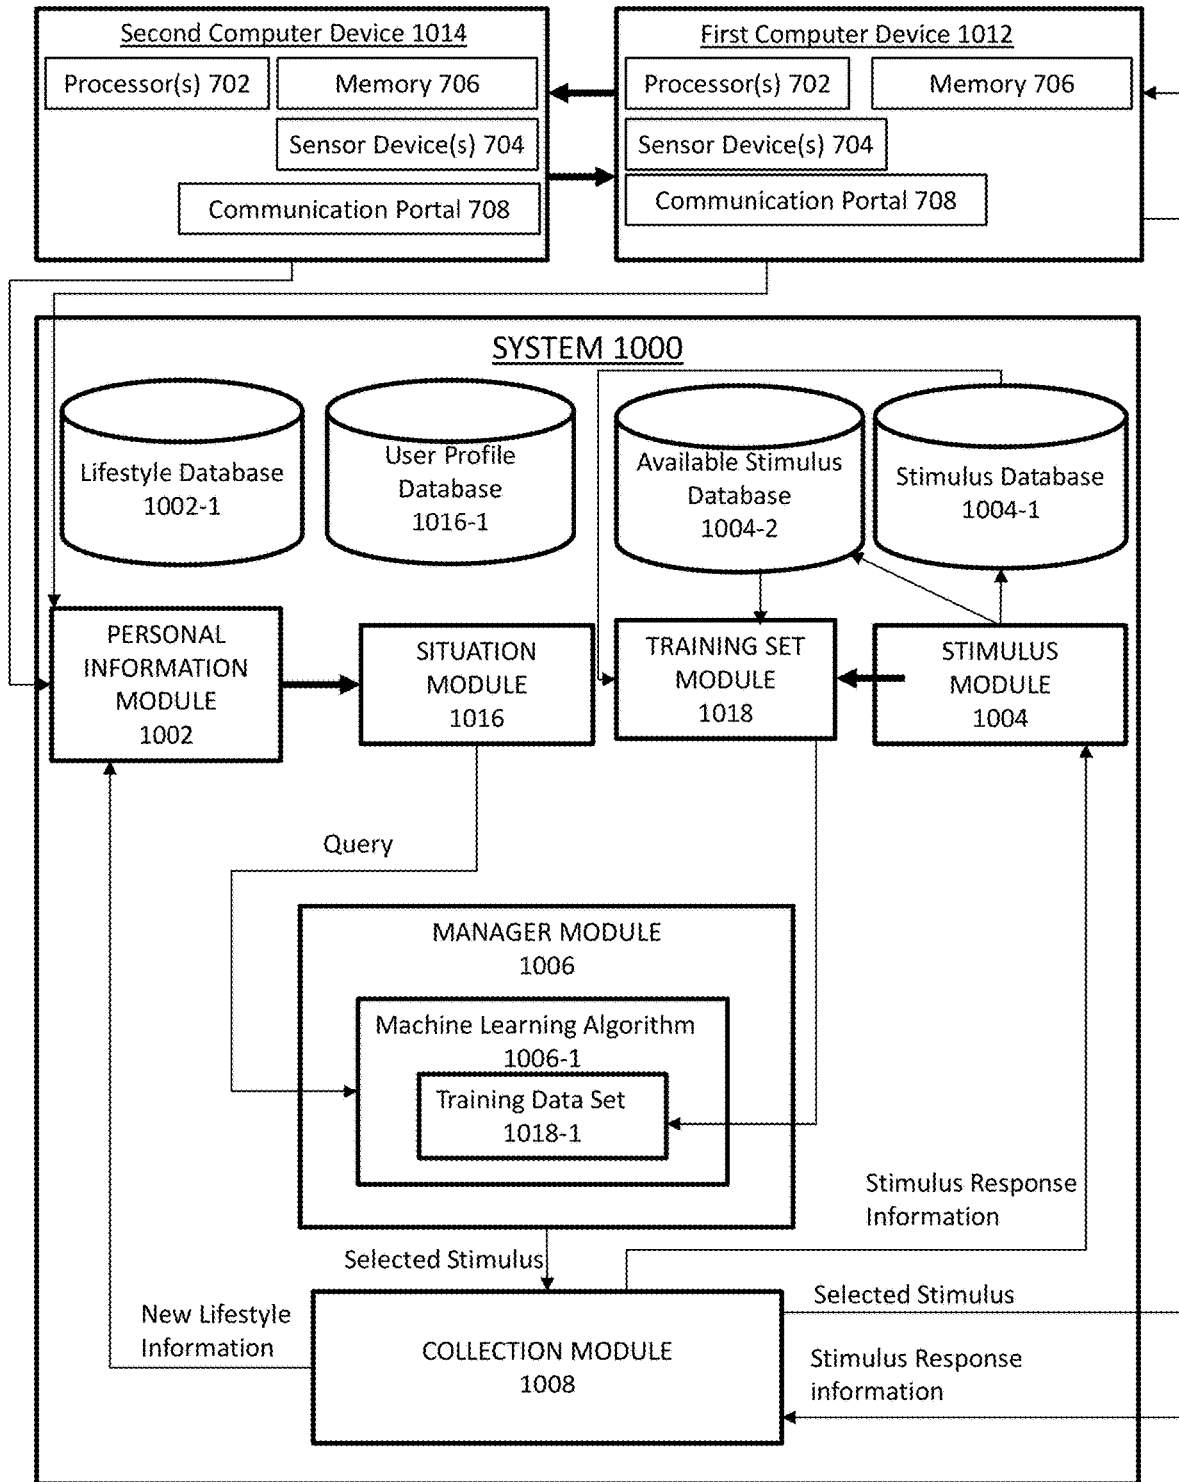 Second Computer Device 1014
Processor(s) 702
Memory 706
Sensor Device(s) 704
Communication Portal 708
First Computer Device 1012
Processor(s) 702
Memory 706
Sensor Device(s) 704
Communication Portal 708
SYSTEM 1000
Lifestyle Database
1002-1
User Profile
Database
1016-1
Available Stimulus
Database
1004-2
Stimulus Database
1004-1
PERSONAL
INFORMATION
MODULE
1002
SITUATION
MODULE
1016
TRAINING SET
MODULE
1018
STIMULUS
MODULE
1004
Query
MANAGER MODULE
1006
Machine Learning Algorithm
1006-1
Training Data Set
1018-1
Stimulus Response
Information
Selected Stimulus
New Lifestyle
Information
COLLECTION MODULE
1008
Selected Stimulus
Stimulus Response
information